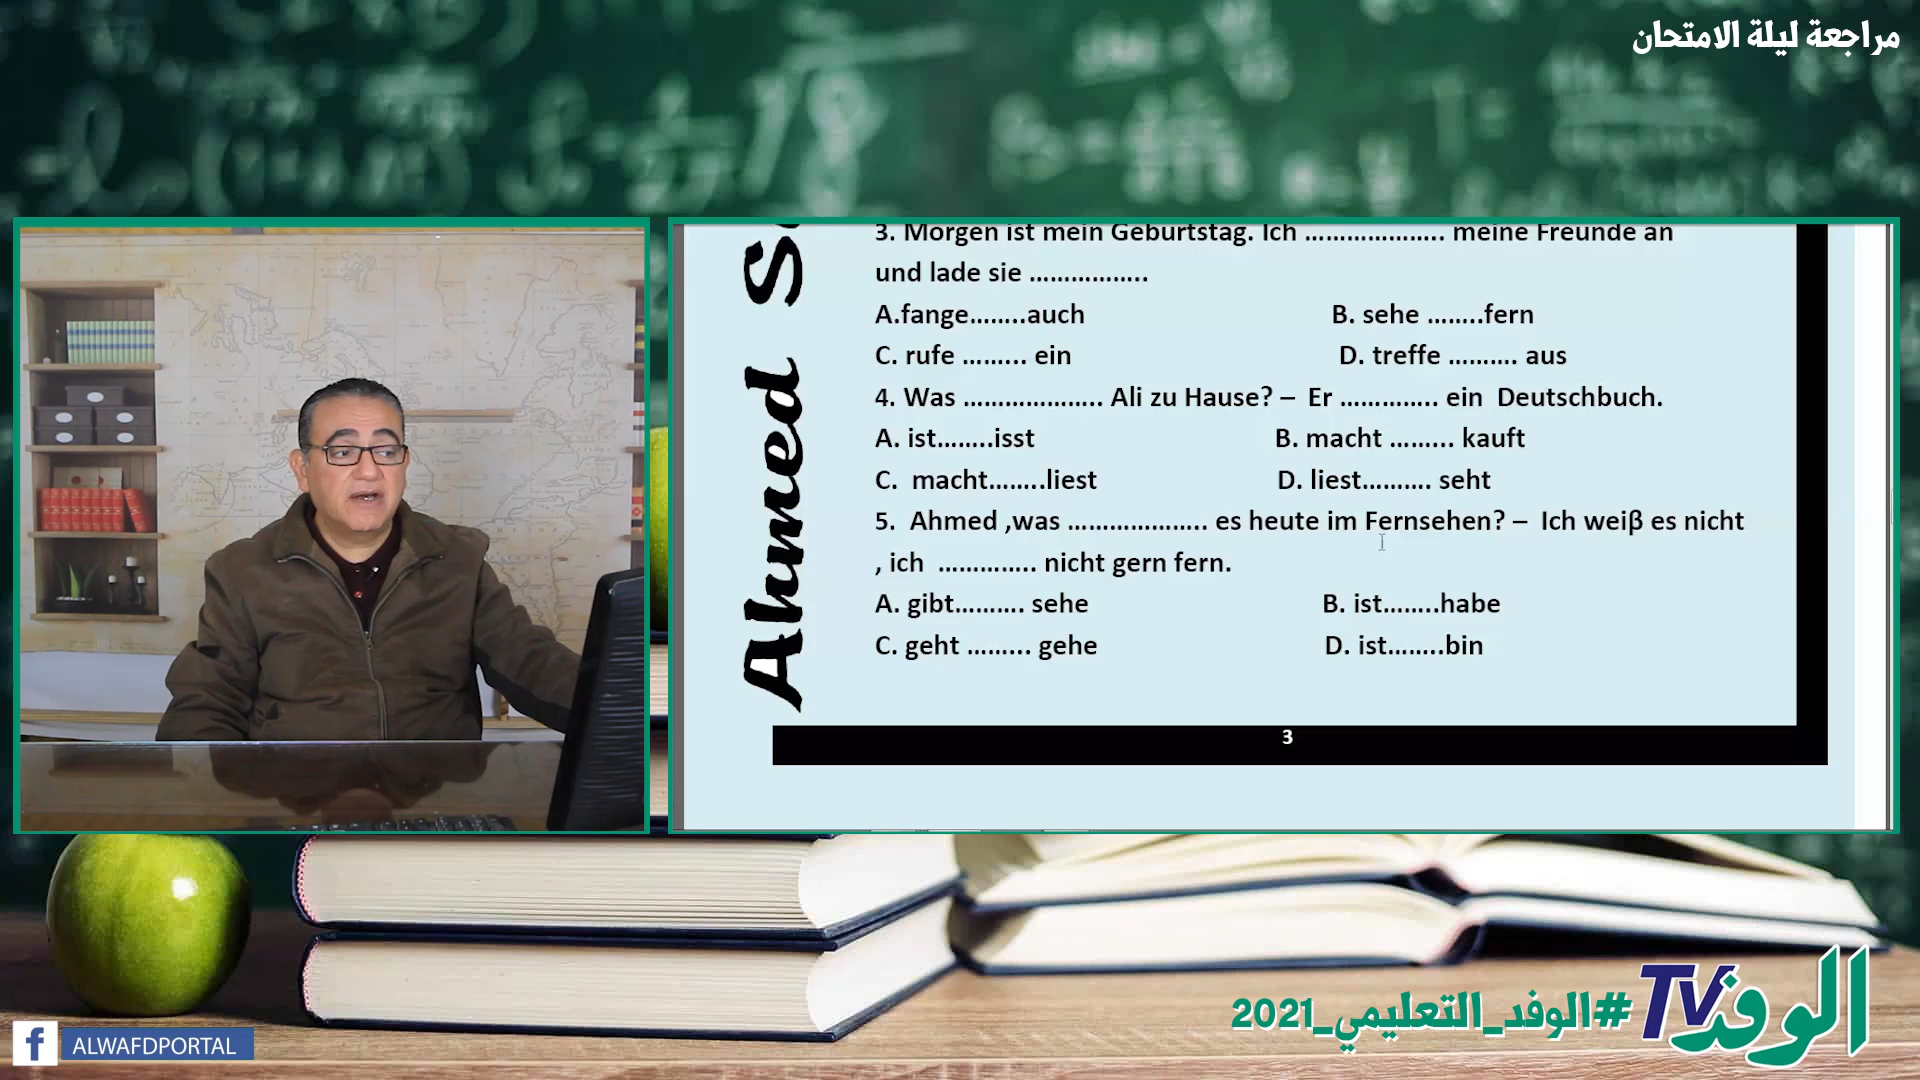 مراجعة ليلة الامتحان
3. Morgen ist mein Geburtstag. Ich ……………….. meine Freunde an
und lade sie ……………..
A.fange……..auch
B. sehe ……..fern
C. rufe ……... ein
D. treffe ………. aus
4. Was ……………….. Ali zu Hause? – Er ………….. ein Deutschbuch.
A. ist……..isst
B. macht ……... kauft
C. macht……..liest
D. liest………. seht
5. Ahmed ,was ……………….. es heute im Fernsehen? – Ich weiβ es nicht
, ich ………….. nicht gern fern.
A. gibt………. sehe
B. ist……..habe
C. geht ……... gehe
D. ist……..bin
Ahmed
3
#الوفد_التعليمي_2021
الوفد TV
f ALWAFDPORTAL